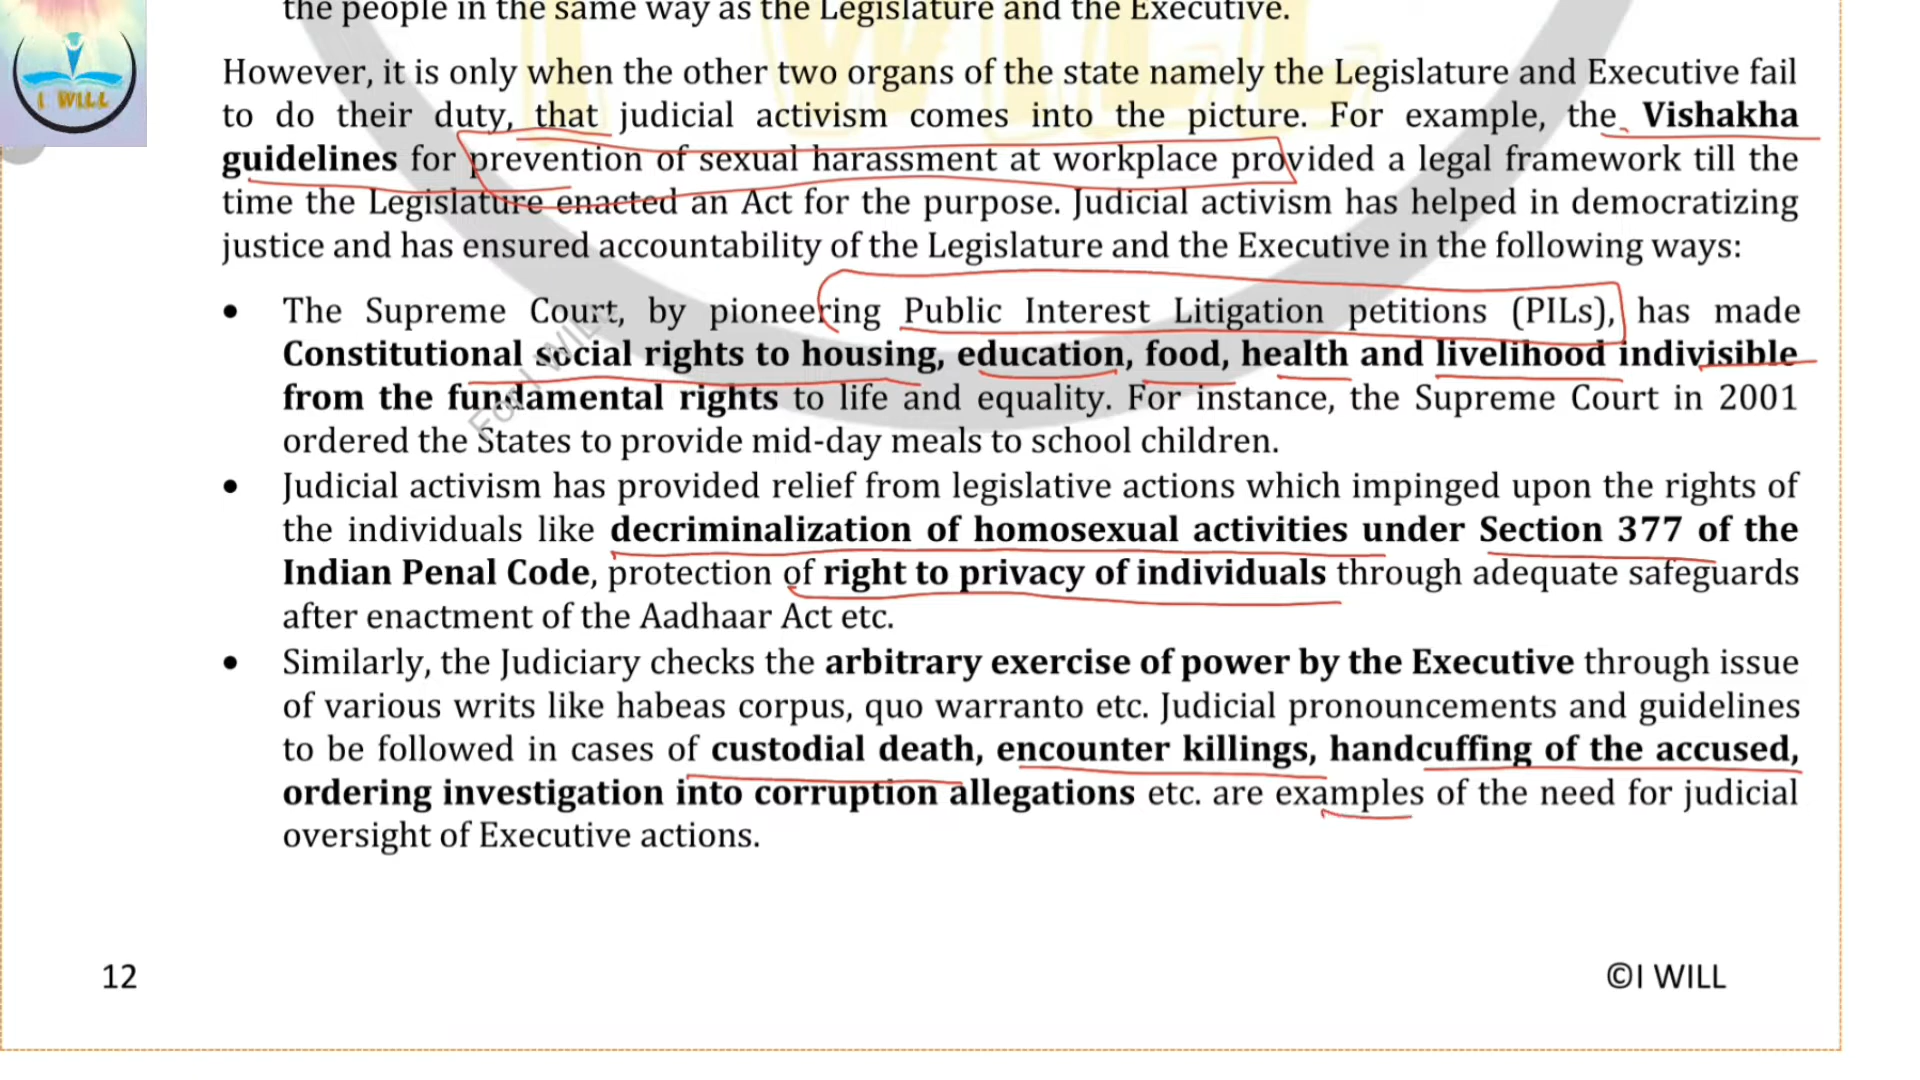 the people in the same way as the Legislature and the Executive.
I WILL
However, it is only when the other two organs of the state namely the Legislature and Executive fail
to do their duty, that judicial activism comes into the picture. For example, the Vishakha
guidelines for prevention of sexual harassment at workplace provided a legal framework till the
time the Legislature enacted an Act for the purpose. Judicial activism has helped in democratizing
justice and has ensured accountability of the Legislature and the Executive in the following ways:
• The Supreme Court, by pioneering Public Interest Litigation petitions (PILs), has made
Constitutional social rights to housing, education, food, health and livelihood indivisible
from the fundamental rights to life and equality. For instance, the Supreme Court in 2001
ordered the States to provide mid-day meals to school children.
For I WILL
• Judicial activism has provided relief from legislative actions which impinged upon the rights of
the individuals like decriminalization of homosexual activities under Section 377 of the
Indian Penal Code, protection of right to privacy of individuals through adequate safeguards
after enactment of the Aadhaar Act etc.
• Similarly, the Judiciary checks the arbitrary exercise of power by the Executive through issue
of various writs like habeas corpus, quo warranto etc. Judicial pronouncements and guidelines
to be followed in cases of custodial death, encounter killings, handcuffing of the accused,
ordering investigation into corruption allegations etc. are examples of the need for judicial
oversight of Executive actions.
12
©I WILL